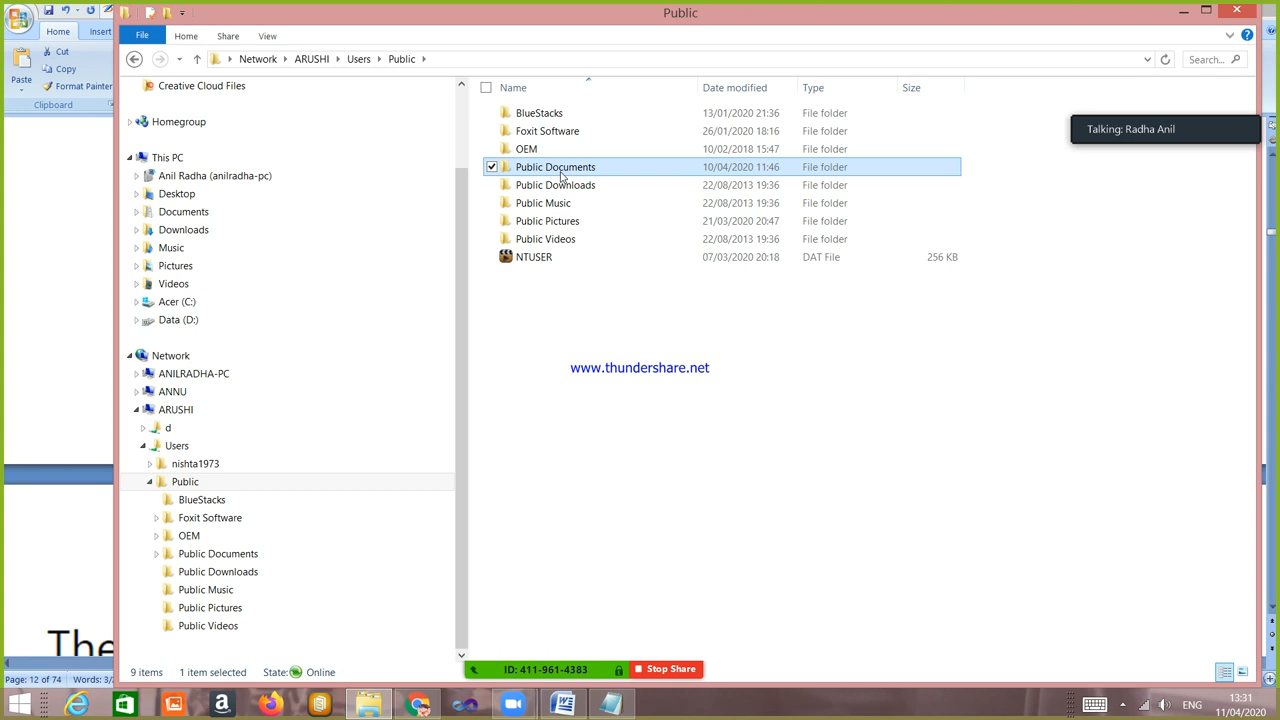 Public
Home
Insert
File
Home
Share
View
Cut
Copy
Format Painter
Paste
Clipboard
Network
ARUSHI
Users
Public
Search...
Creative Cloud Files
Homegroup
This PC
Anil Radha (anilradha-pc)
Desktop
Documents
Downloads
Music
Pictures
Videos
Acer (C:)
Data (D:)
Network
ANILRADHA-PC
ANNU
ARUSHI
d
Users
nishta1973
Public
BlueStacks
Foxit Software
OEM
Public Documents
Public Downloads
Public Music
Public Pictures
Public Videos
Name Date modified Type Size
BlueStacks 13/01/2020 21:36 File folder
Foxit Software 26/01/2020 18:16 File folder
OEM 10/02/2018 15:47 File folder
Public Documents 10/04/2020 11:46 File folder
Public Downloads 22/08/2013 19:36 File folder
Public Music 22/08/2013 19:36 File folder
Public Pictures 21/03/2020 20:47 File folder
Public Videos 22/08/2013 19:36 File folder
NTUSER 07/03/2020 20:18 DAT File 256 KB
Talking: Radha Anil
www.thundershare.net
The
9 items 1 item selected State: Online
ID: 411-961-4383 Stop Share
Page: 12 of 74 Words: 3/
ENG
13:31
11/04/2020